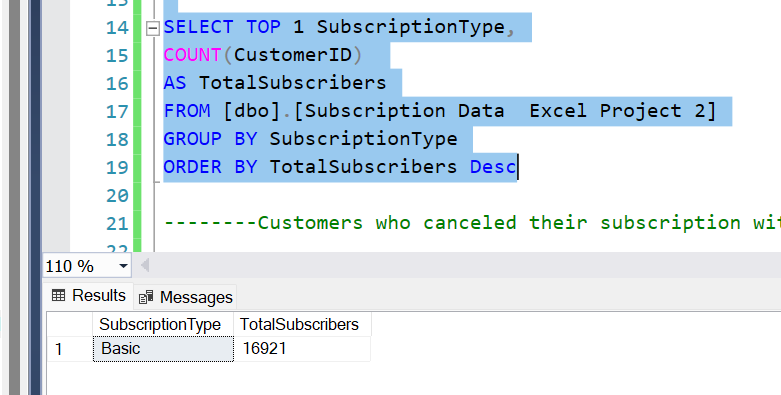 13
14 SELECT TOP 1 SubscriptionType,
15 COUNT(CustomerID)
16 AS TotalSubscribers
17 FROM [dbo].[Subscription Data  Excel Project 2]
18 GROUP BY SubscriptionType
19 ORDER BY TotalSubscribers Desc
20
21 --------Customers who canceled their subscription wit
22
110 %
Results Messages
SubscriptionType TotalSubscribers
1 Basic 16921